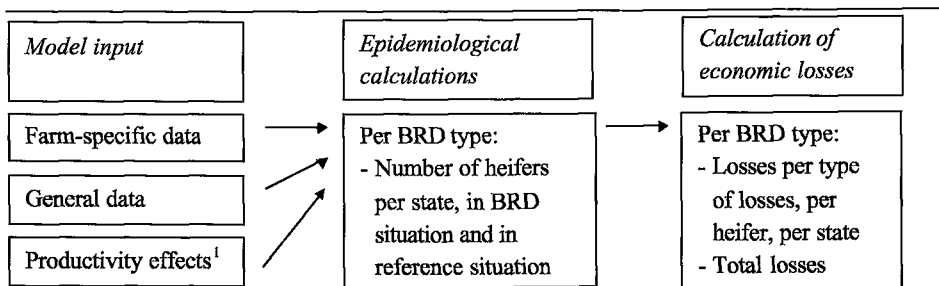 Model input
Farm-specific data
General data
Productivity effects¹
Epidemiological
calculations
Per BRD type:
- Number of heifers
per state, in BRD
situation and in
reference situation
Calculation of
economic losses
Per BRD type:
- Losses per type
of losses, per
heifer, per state
- Total losses